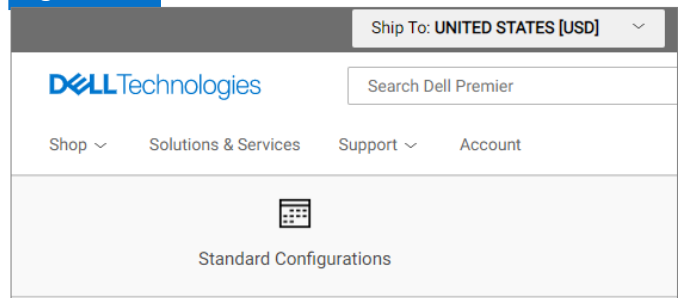 Ship To: UNITED STATES [USD]
DELLTechnologies
Search Dell Premier
Shop
Solutions & Services
Support
Account
Standard Configurations